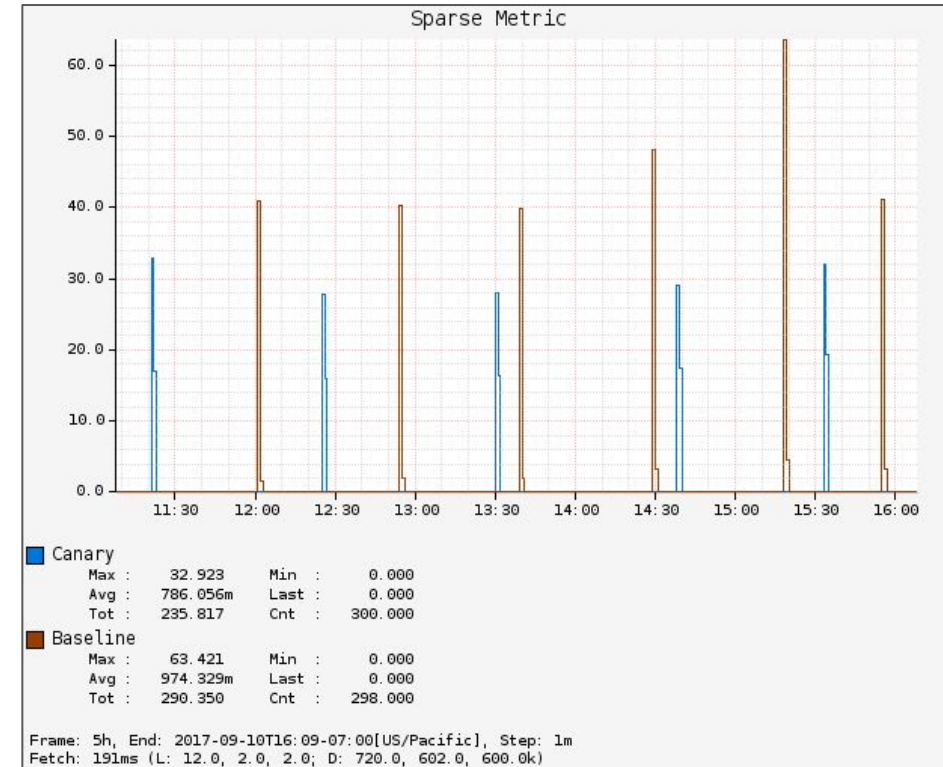 Sparse Metric
60.0
50.0
40.0
30.0
20.0
10.0
0.0
11:30 12:00 12:30 13:00 13:30 14:00 14:30 15:00 15:30 16:00
Canary
Max : 32.923 Min : 0.000
Avg : 786.056m Last : 0.000
Tot : 235.817 Cnt : 300.000
Baseline
Max : 63.421 Min : 0.000
Avg : 974.329m Last : 0.000
Tot : 290.350 Cnt : 298.000
Frame: 5h, End: 2017-09-10T16:09-07:00[US/Pacific], Step: 1m
Fetch: 191ms (L: 12.0, 2.0, 2.0; D: 720.0, 602.0, 600.0k)